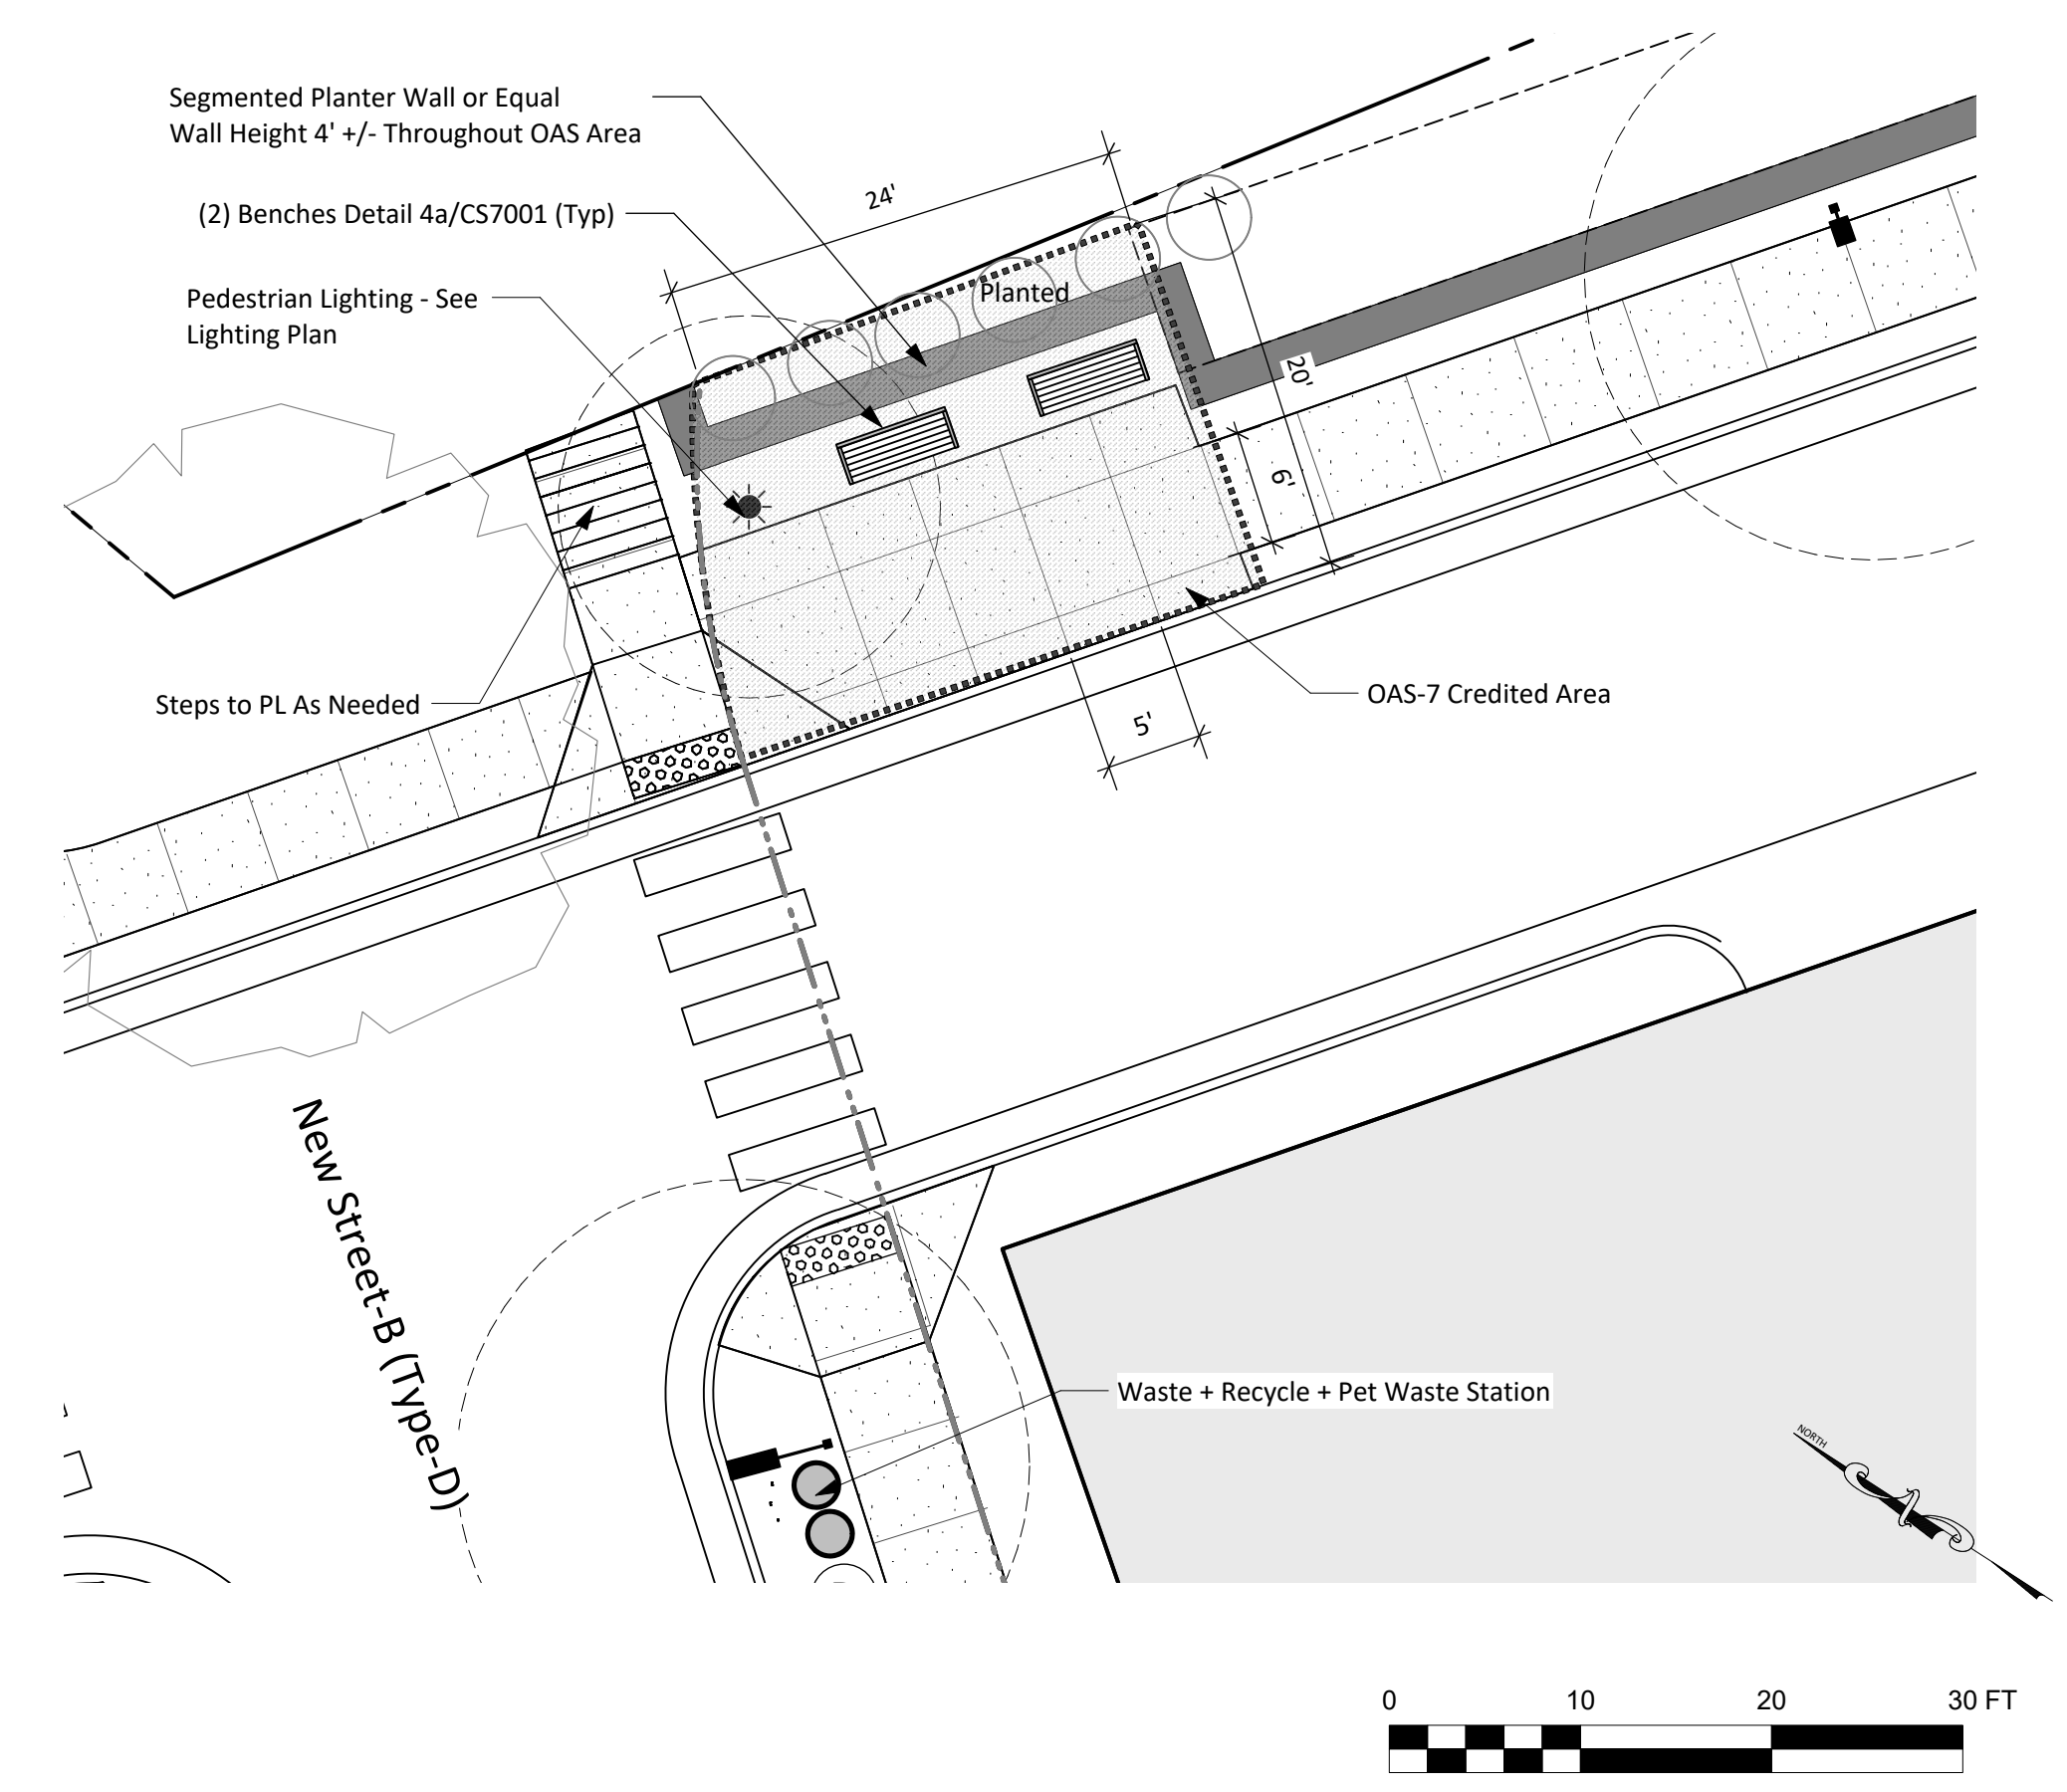 Segmented Planter Wall or Equal
Wall Height 4' +/- Throughout OAS Area
(2) Benches Detail 4a/CS7001 (Typ)
24'
Pedestrian Lighting - See
Lighting Plan
Planted
20'
6'
Steps to PL As Needed
5'
OAS-7 Credited Area
New Street-B (Type-D)
Waste + Recycle + Pet Waste Station
NORTH
0 10 20 30 FT